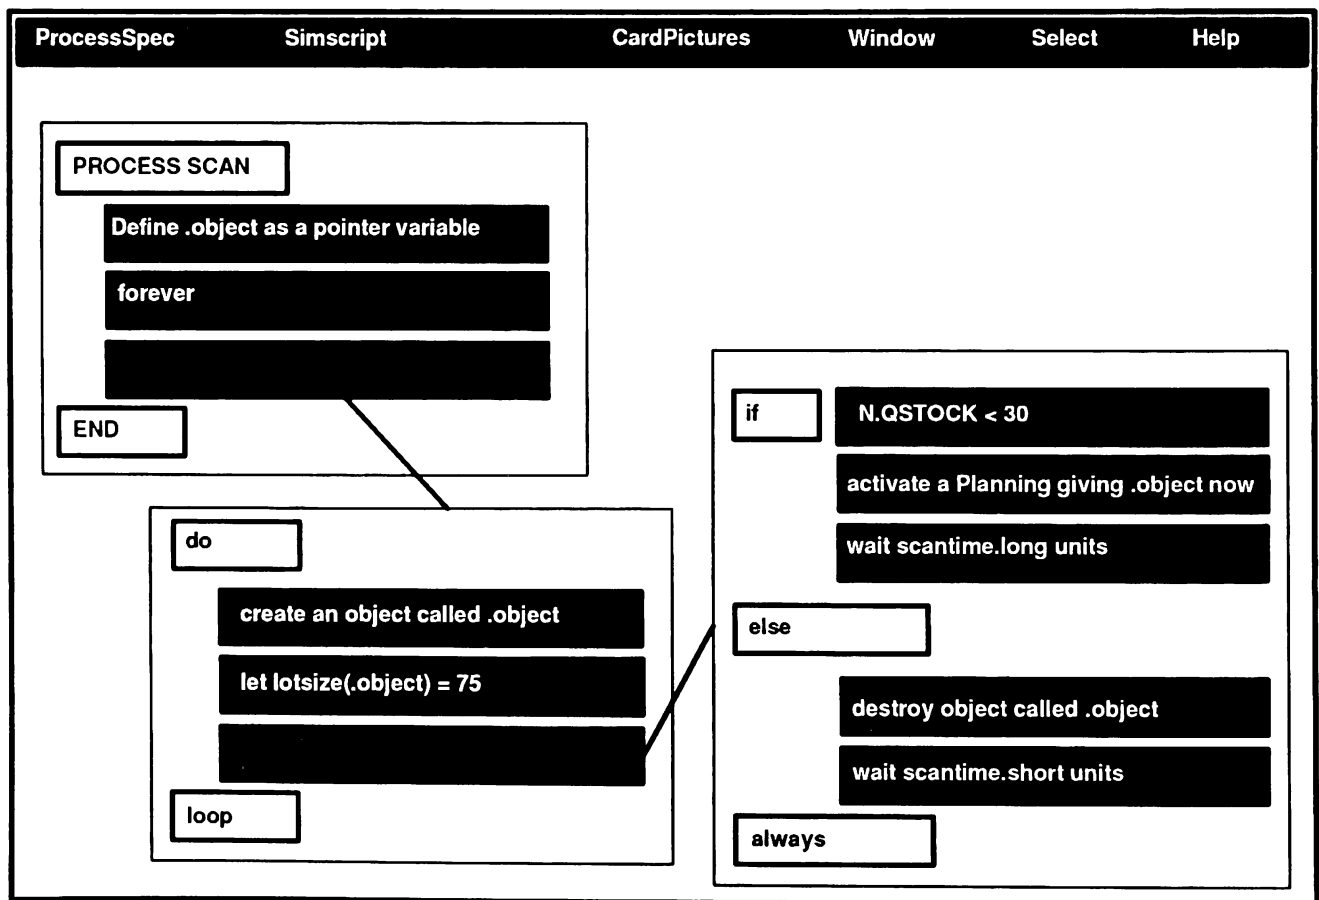 ProcessSpec Simscript CardPictures Window Select Help
PROCESS SCAN
Define .object as a pointer variable
forever
END
do
create an object called .object
let lotsize(.object) = 75
loop
if N.QSTOCK < 30
activate a Planning giving .object now
wait scantime.long units
else
destroy object called .object
wait scantime.short units
always